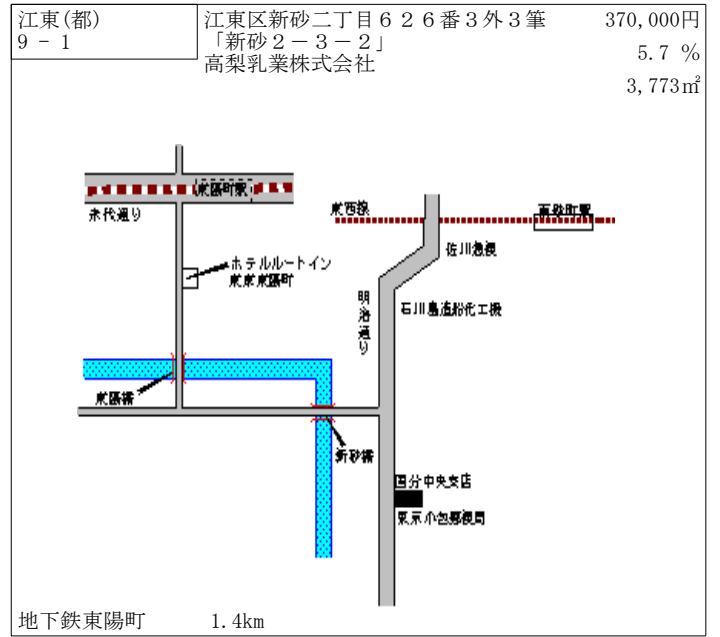 江東(都)
9 - 1
江東区新砂二丁目６２６番３外３筆
「新砂２－３－２」
高梨乳業株式会社
370,000円
5.7 %
3,773㎡
東陽町駅
永代通り
東西線
南砂町駅
佐川急便
ホテルルートイン
東京東陽町
明治通り
石川島造船化工機
東陽橋
新砂橋
国分中央支店
東京小包郵便局
地下鉄東陽町
1.4km